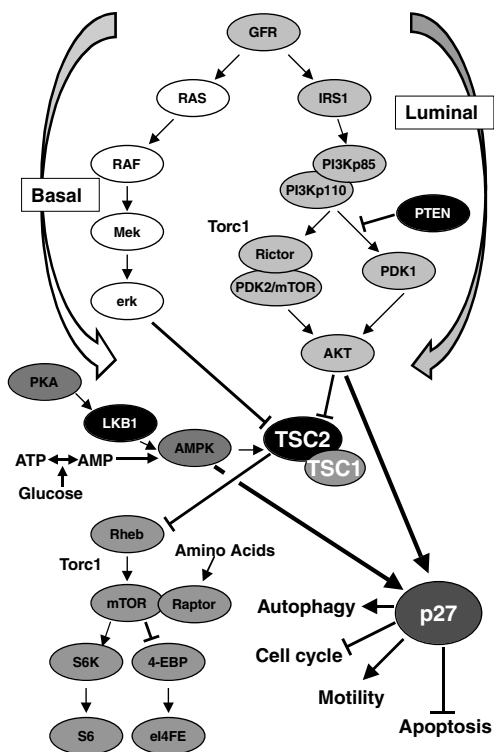 GFR
RAS
IRS1
Luminal
RAF
PI3Kp85
PI3Kp110
Basal
PTEN
Torc1
Mek
Rictor
PDK1
PDK2/mTOR
erk
AKT
PKA
LKB1
TSC2
AMPK
ATP
AMP
TSC1
Glucose
Rheb
Amino Acids
Torc1
mTOR
Raptor
Autophagy
p27
Cell cycle
S6K
4-EBP
Motility
Apoptosis
S6
eI4FE